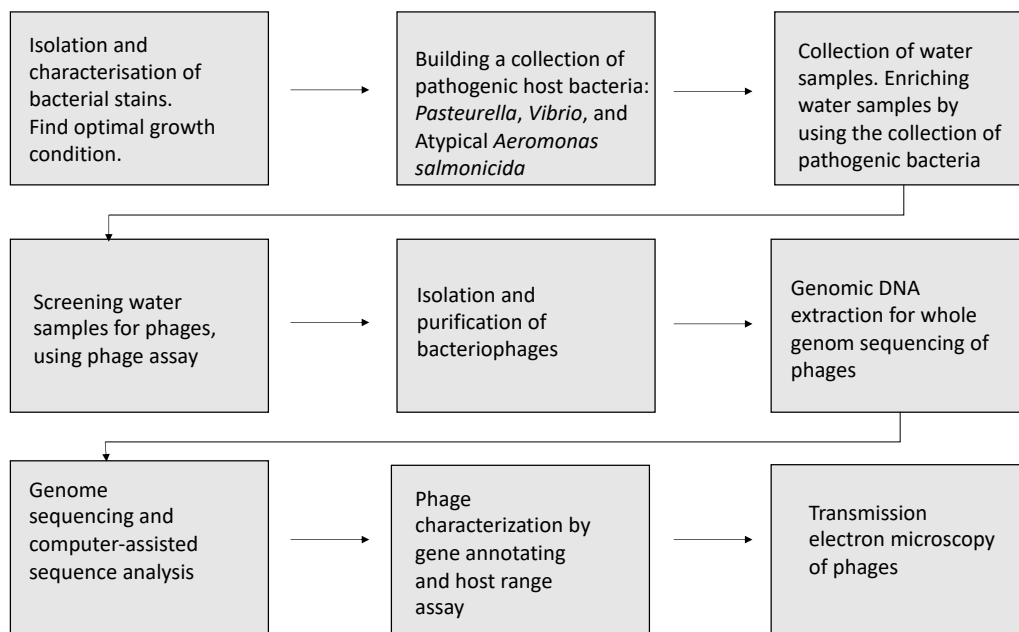 Isolation and
characterisation of
bacterial stains.
Find optimal growth
condition.
Building a collection of
pathogenic host bacteria:
Pasteurella, Vibrio, and
Atypical Aeromonas
salmonicida
Collection of water
samples. Enriching
water samples by
using the collection of
pathogenic bacteria
Screening water
samples for phages,
using phage assay
Isolation and
purification of
bacteriophages
Genomic DNA
extraction for whole
genom sequencing of
phages
Genome
sequencing and
computer-assisted
sequence analysis
Phage
characterization by
gene annotating
and host range
assay
Transmission
electron microscopy
of phages